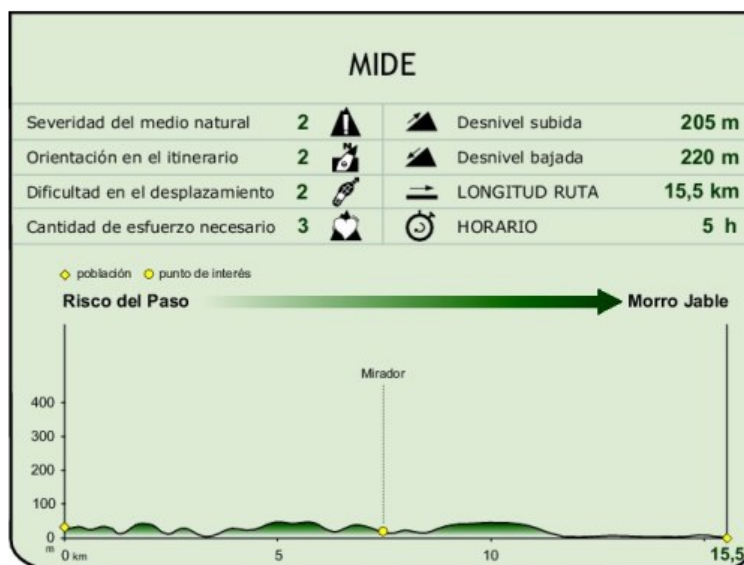 MIDE
Severidad del medio natural 2 Desnivel subida 205 m
Orientación en el itinerario 2 N Desnivel bajada 220 m
Dificultad en el desplazamiento 2 LONGITUD RUTA 15,5 km
Cantidad de esfuerzo necesario 3 HORARIO 5 h
población punto de interés
Risco del Paso Morro Jable
Mirador
400
300
200
100
0
m 0 km 5 10 15,5